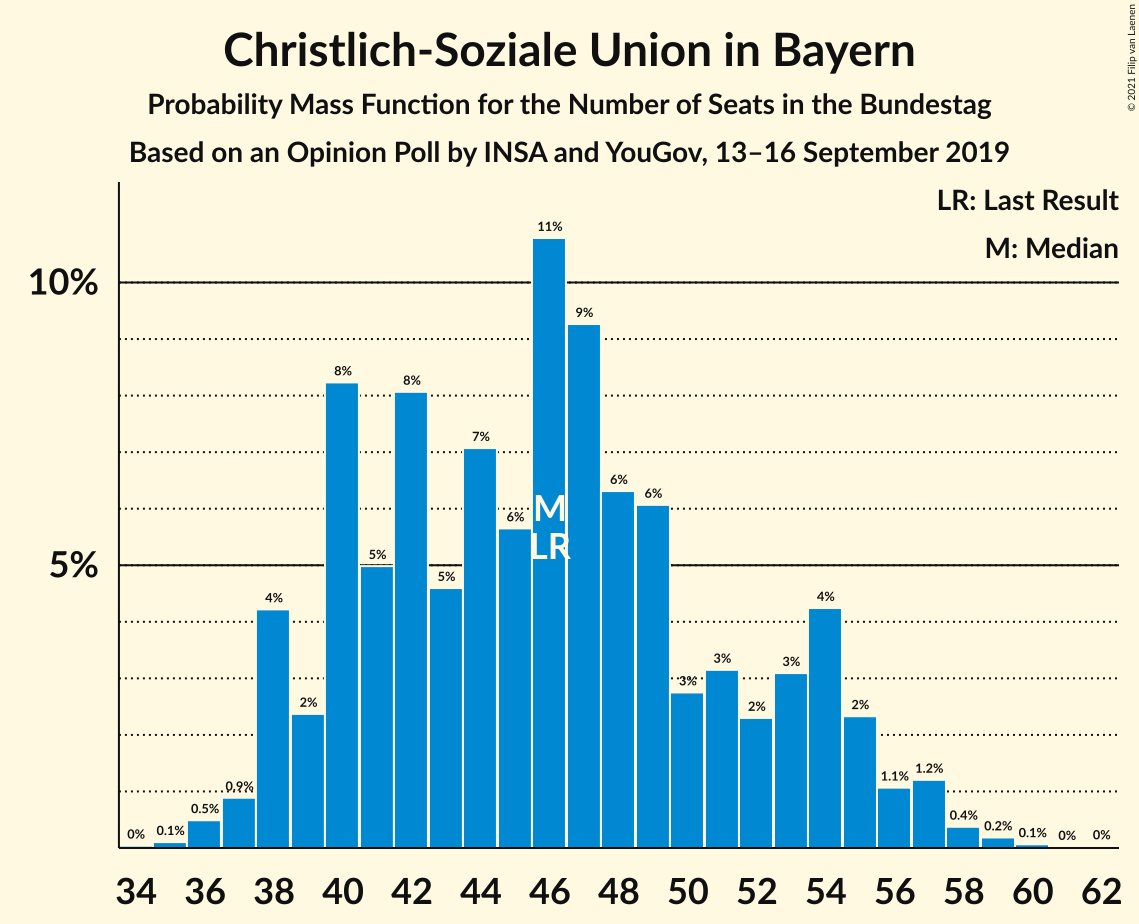 Christlich-Soziale Union in Bayern
Probability Mass Function for the Number of Seats in the Bundestag
Based on an Opinion Poll by INSA and YouGov, 13–16 September 2019
© 2021 Filip van Laenen
LR: Last Result
M: Median
10%
5%
0% 0.1% 0.5% 0.9% 4% 2% 8% 5% 8% 5% 7% 6% 11% 9% 6% 6% 3% 3% 2% 3% 4% 2% 1.1% 1.2% 0.4% 0.2% 0.1% 0% 0%
M
LR
34 36 38 40 42 44 46 48 50 52 54 56 58 60 62